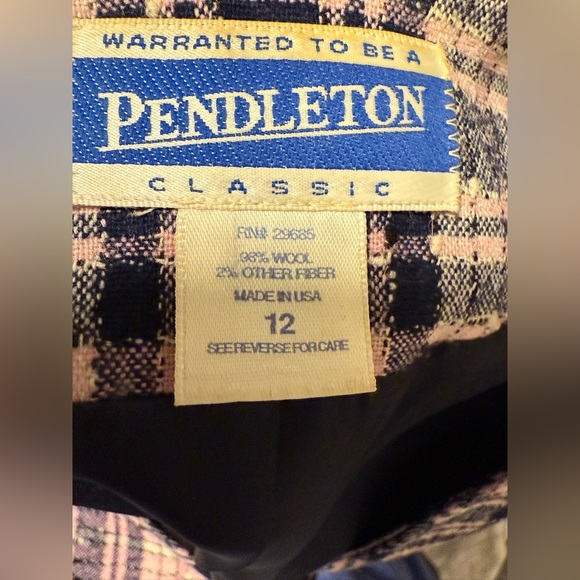 WARRANTED TO BE A
PENDLETON
CLASSIC
RN# 29685
98% WOOL
2% OTHER FIBER
MADE IN USA
12
SEE REVERSE FOR CARE